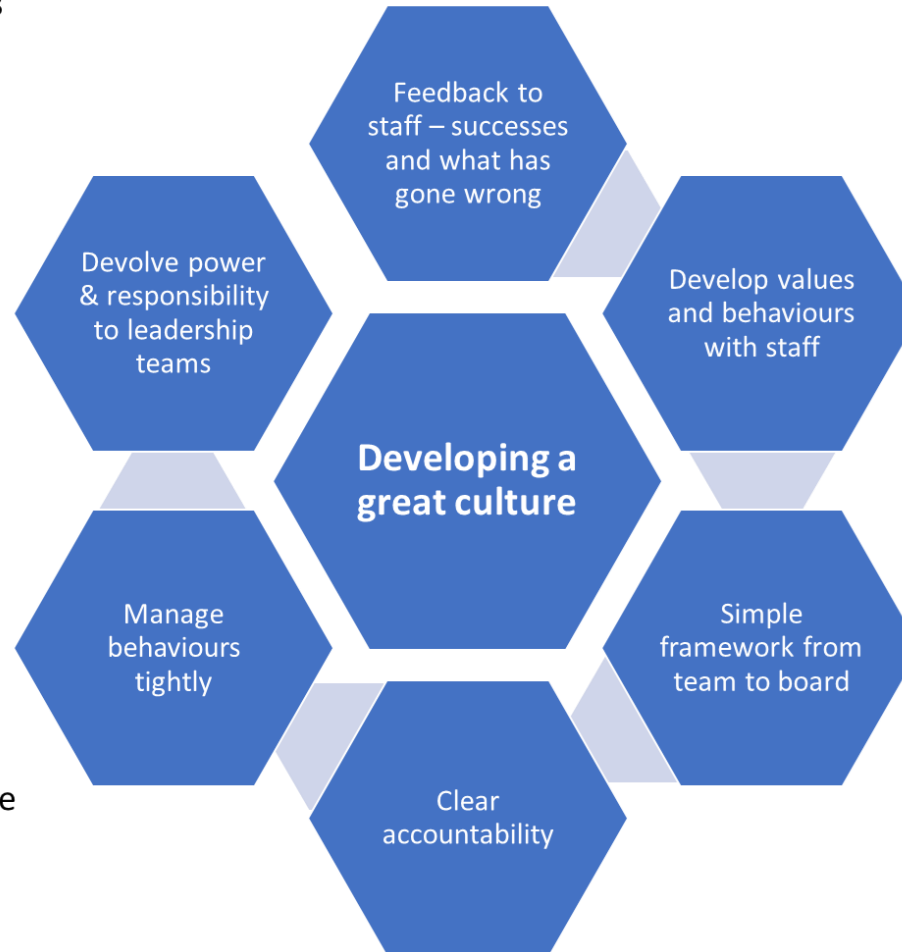 s
Feedback to
staff – successes
and what has
gone wrong
Devolve power
& responsibility
to leadership
teams
Develop values
and behaviours
with staff
Developing a
great culture
Manage
behaviours
tightly
Simple
framework from
team to board
e
Clear
accountability